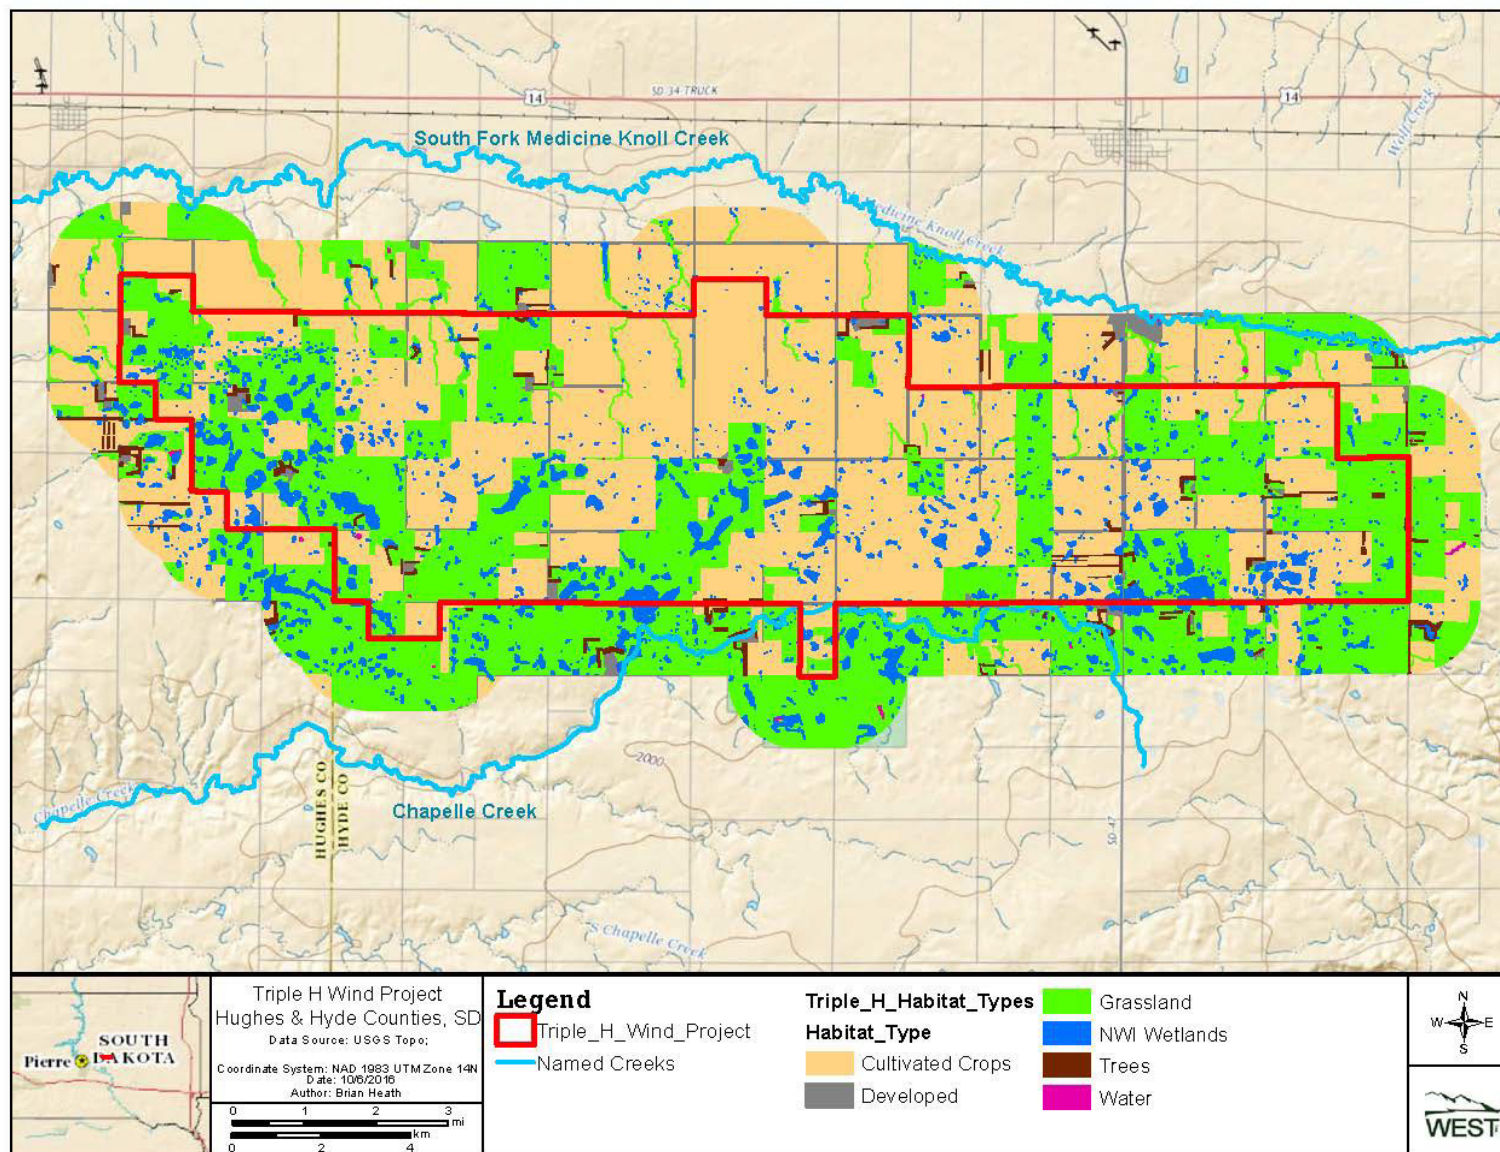 SD 34 TRUCK
14
14
South Fork Medicine Knoll Creek
Wolf Creek
Medicine Knoll Creek
2000
Chapelle Creek
HUGHES CO
HYDE CO
Chapelle Creek
SD-47
S Chapelle Creek
SOUTH
DAKOTA
Pierre
Triple H Wind Project
Hughes & Hyde Counties, SD
Data Source: USGS Topo;
Coordinate System: NAD 1983 UTM Zone 14N
Date: 10/6/2016
Author: Brian Heath
0 1 2 3
mi
km
0 2 4
Legend
Triple_H_Wind_Project
Named Creeks
Triple_H_Habitat_Types
Habitat_Type
Cultivated Crops
Developed
Grassland
NWI Wetlands
Trees
Water
N
W E
S
WEST